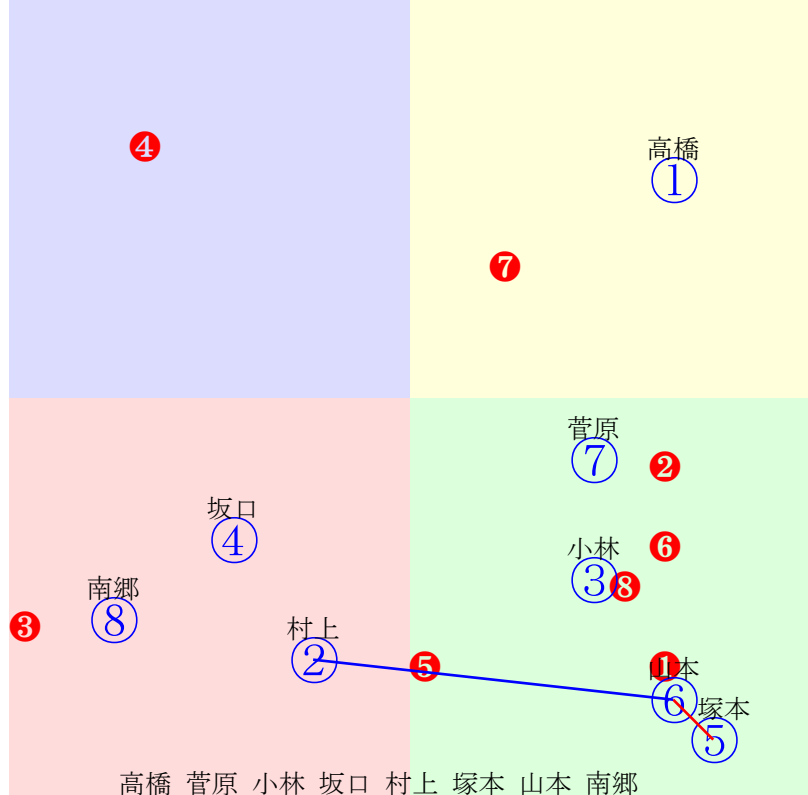 ❹
高橋
①
❼
菅原
⑦
❷
坂口
④
小林
③
❻
❽
南郷
⑧
❸
村上
②
❺
❶
山本
⑥
塚本
⑤
高橋 菅原 小林 坂口 村上 塚本 山本 南郷